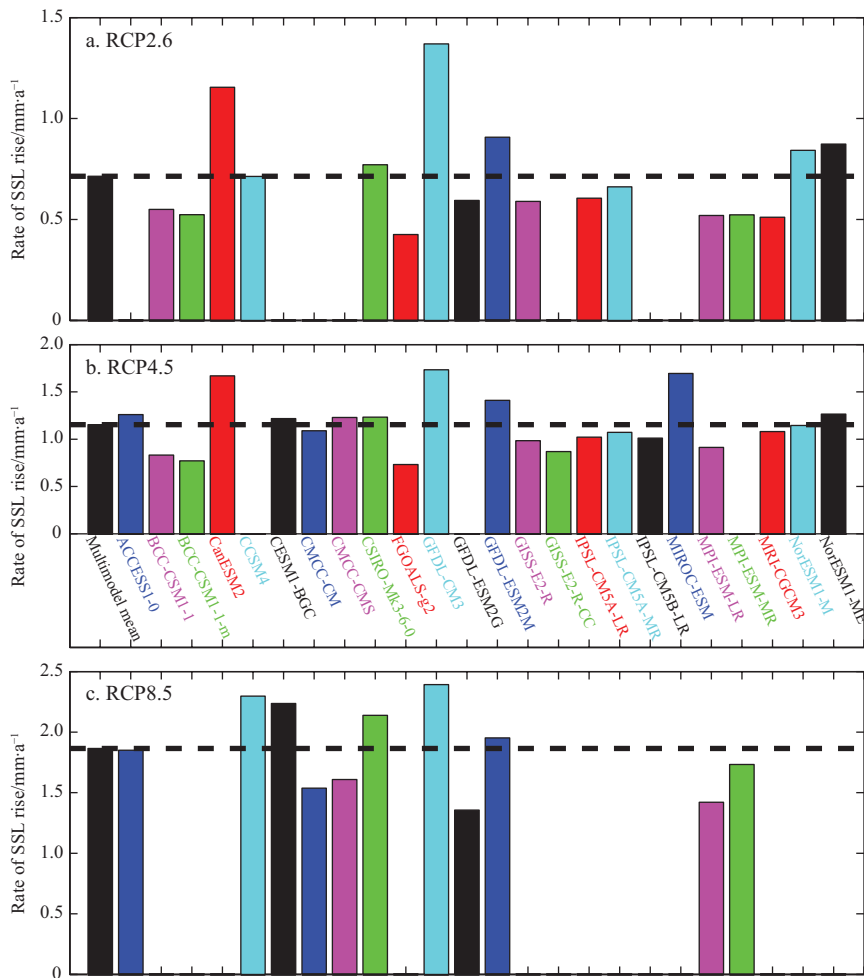 a. RCP2.6
Rate of SSL rise/mm·a⁻¹
1.5
1.0
0.5
0
b. RCP4.5
Rate of SSL rise/mm·a⁻¹
2.0
1.5
1.0
0.5
0
Multimodel mean
ACCESS1-0
BCC-CSM1-1
BCC-CSM1-1-m
CanESM2
CCSM4
CESM1-BGC
CMCC-CM
CMCC-CMS
CSIRO-Mk3-6-0
FGOALS-g2
GFDL-CM3
GFDL-ESM2G
GFDL-ESM2M
GISS-E2-R
GISS-E2-R-CC
IPSL-CM5A-LR
IPSL-CM5A-MR
IPSL-CM5B-LR
MIROC-ESM
MPI-ESM-LR
MPI-ESM-MR
MRI-CGCM3
NorESM1-M
NorESM1-ME
c. RCP8.5
Rate of SSL rise/mm·a⁻¹
2.5
2.0
1.5
1.0
0.5
0